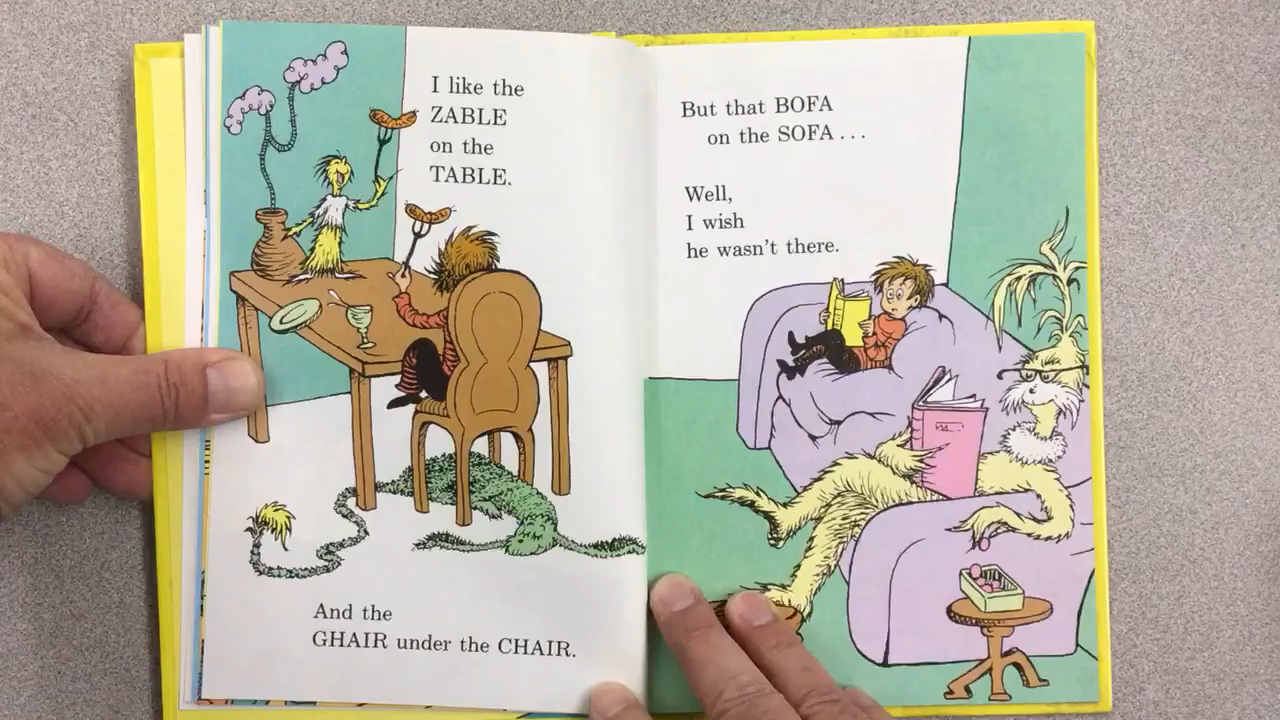 I like the
ZABLE
on the
TABLE.
And the
GHAIR under the CHAIR.
But that BOFA
on the SOFA...
Well,
I wish
he wasn't there.